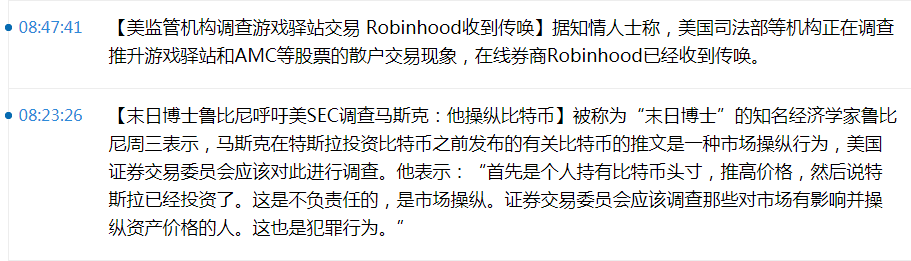 08:47:41 【美监管机构调查游戏驿站交易 Robinhood收到传唤】据知情人士称，美国司法部等机构正在调查
推升游戏驿站和AMC等股票的散户交易现象，在线券商Robinhood已经收到传唤。
08:23:26 【末日博士鲁比尼呼吁美SEC调查马斯克：他操纵比特币】被称为“末日博士”的知名经济学家鲁比
尼周三表示，马斯克在特斯拉投资比特币之前发布的有关比特币的推文是一种市场操纵行为，美国
证券交易委员会应该对此进行调查。他表示：“首先是个人持有比特币头寸，推高价格，然后说特
斯拉已经投资了。这是不负责任的，是市场操纵。证券交易委员会应该调查那些对市场有影响并操
纵资产价格的人。这也是犯罪行为。”